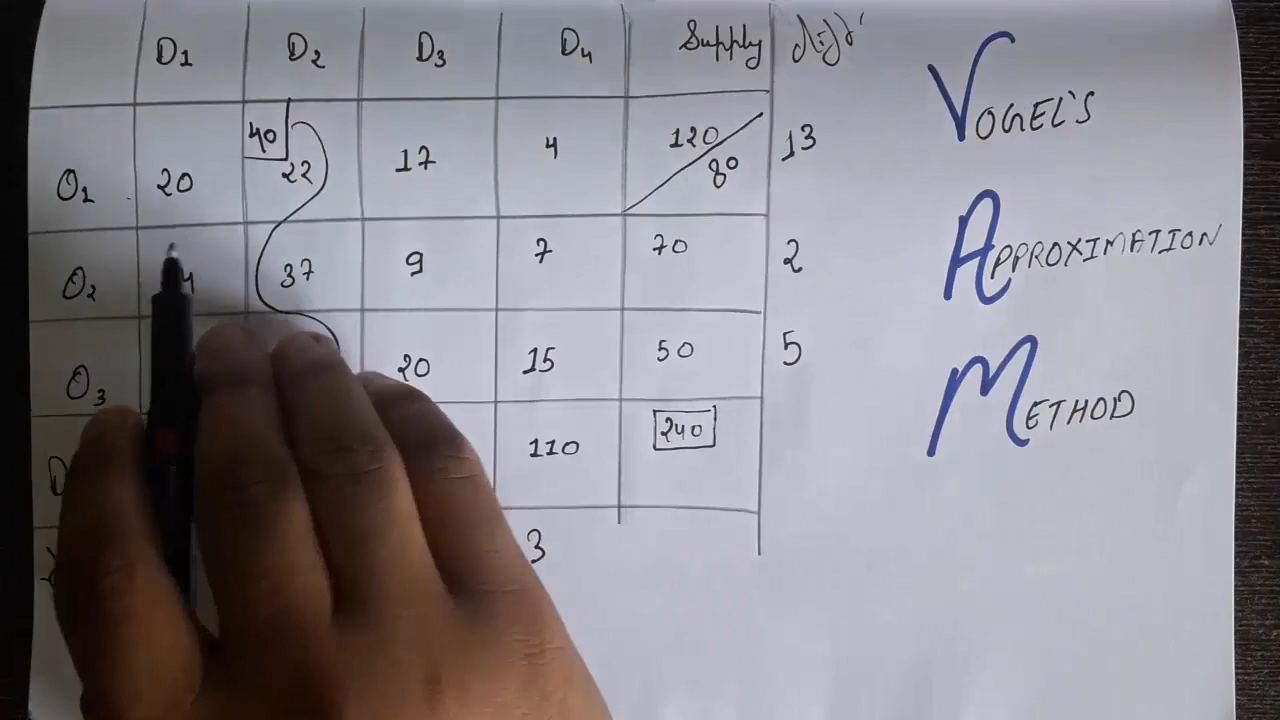 D1 D2 D3 D4 Supply
O1 20 40 22 17 4 120 80 13
O2 37 9 7 70 2
O3 20 15 50 5
D 110 240
3
VOGEL'S
APPROXIMATION
METHOD